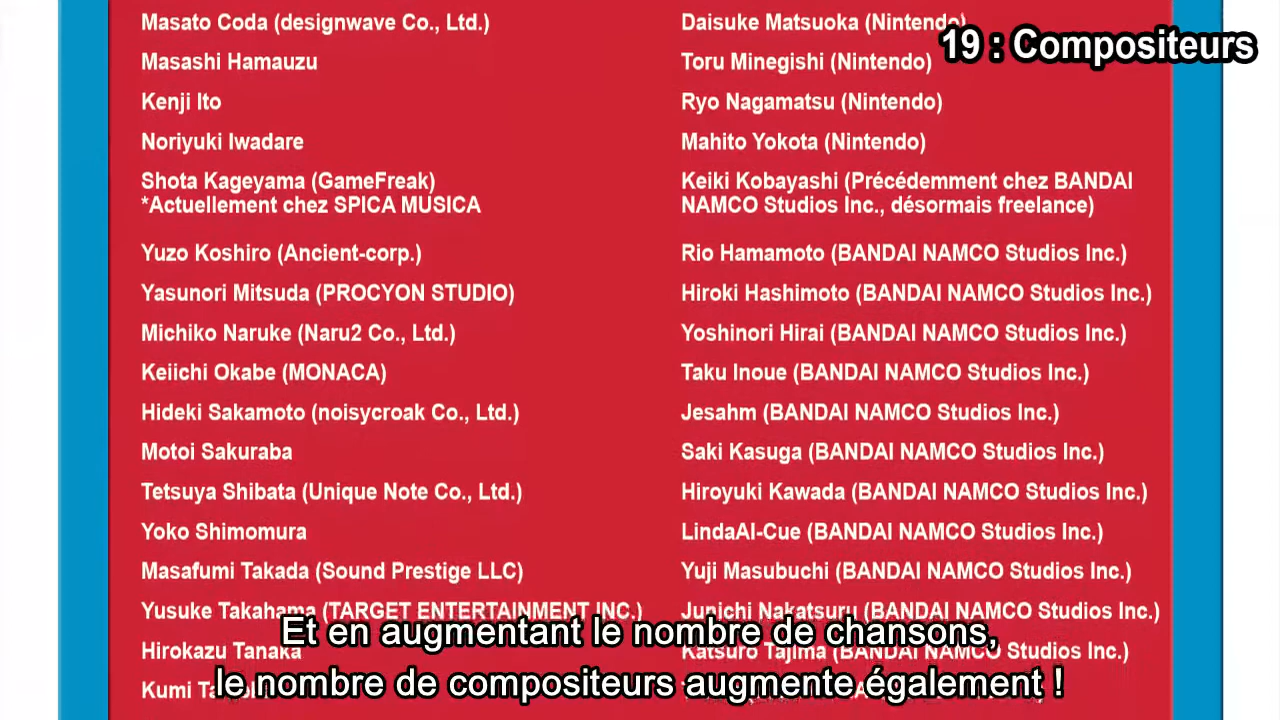 19 : Compositeurs
Masato Coda (designwave Co., Ltd.)
Masashi Hamauzu
Kenji Ito
Noriyuki Iwadare
Shota Kageyama (GameFreak)
*Actuellement chez SPICA MUSICA
Yuzo Koshiro (Ancient-corp.)
Yasunori Mitsuda (PROCYON STUDIO)
Michiko Naruke (Naru2 Co., Ltd.)
Keiichi Okabe (MONACA)
Hideki Sakamoto (noisycroak Co., Ltd.)
Motoi Sakuraba
Tetsuya Shibata (Unique Note Co., Ltd.)
Yoko Shimomura
Masafumi Takada (Sound Prestige LLC)
Yusuke Takahama (TARGET ENTERTAINMENT INC.)
Hirokazu Tanaka
Kumi
Daisuke Matsuoka (Nintendo)
Toru Minegishi (Nintendo)
Ryo Nagamatsu (Nintendo)
Mahito Yokota (Nintendo)
Keiki Kobayashi (Précédemment chez BANDAI
NAMCO Studios Inc., désormais freelance)
Rio Hamamoto (BANDAI NAMCO Studios Inc.)
Hiroki Hashimoto (BANDAI NAMCO Studios Inc.)
Yoshinori Hirai (BANDAI NAMCO Studios Inc.)
Taku Inoue (BANDAI NAMCO Studios Inc.)
Jesahm (BANDAI NAMCO Studios Inc.)
Saki Kasuga (BANDAI NAMCO Studios Inc.)
Hiroyuki Kawada (BANDAI NAMCO Studios Inc.)
LindaAI-Cue (BANDAI NAMCO Studios Inc.)
Yuji Masubuchi (BANDAI NAMCO Studios Inc.)
Junichi Nakatsuru (BANDAI NAMCO Studios Inc.)
Katsuro Tajima (BANDAI NAMCO Studios Inc.)
Et en augmentant le nombre de chansons,
le nombre de compositeurs augmente également !